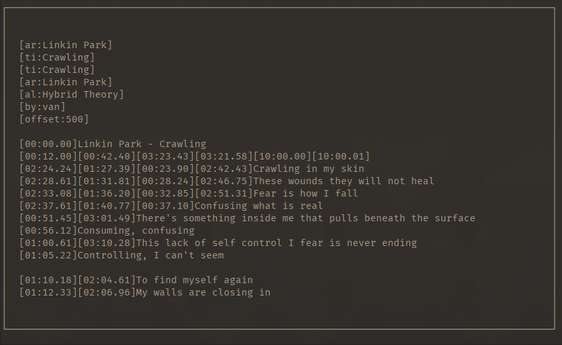 [ar:Linkin Park]
[ti:Crawling]
[ti:Crawling]
[ar:Linkin Park]
[al:Hybrid Theory]
[by:van]
[offset:500]
[00:00.00]Linkin Park - Crawling
[00:12.00][00:42.40][03:23.43][03:21.58][10:00.00][10:00.01]
[02:24.24][01:27.39][00:23.90][02:42.43]Crawling in my skin
[02:28.61][01:31.81][00:28.24][02:46.75]These wounds they will not heal
[02:33.08][01:36.20][00:32.85][02:51.31]Fear is how I fall
[02:37.61][01:40.77][00:37.10]Confusing what is real
[00:51.45][03:01.49]There's something inside me that pulls beneath the surface
[00:56.12]Consuming, confusing
[01:00.61][03:10.28]This lack of self control I fear is never ending
[01:05.22]Controlling, I can't seem
[01:10.18][02:04.61]To find myself again
[01:12.33][02:06.96]My walls are closing in